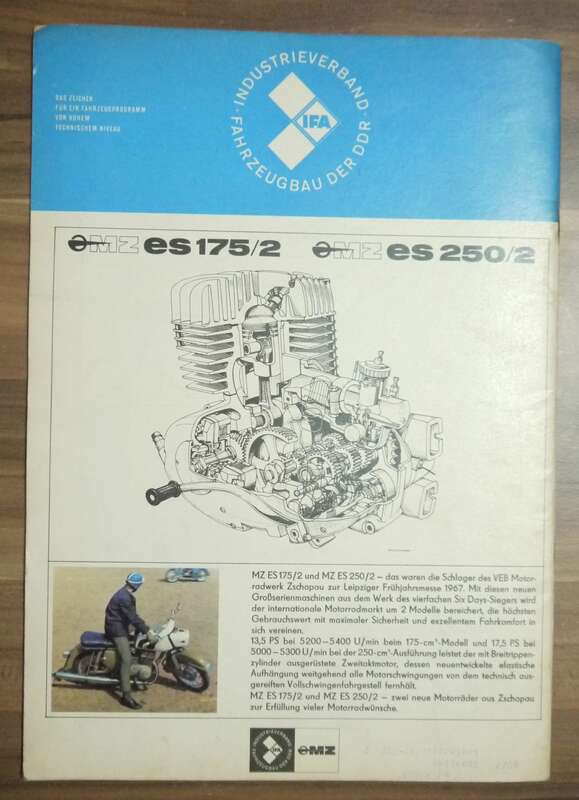 DAS ZEICHEN
FÜR EIN FAHRZEUGPROGRAMM
VON HOHEM
TECHNISCHEM NIVEAU
INDUSTRIEVERBAND
FAHRZEUGBAU DER DDR
IFA
MZ es 175/2
MZ es 250/2
MZ ES 175/2 und MZ ES 250/2 – das waren die Schlager des VEB Motor-
radwerk Zschopau zur Leipziger Frühjahrsmesse 1967. Mit diesen neuen
Großserienmaschinen aus dem Werk des vierfachen Six Days-Siegers wird
der internationale Motorradmarkt um 2 Modelle bereichert, die höchsten
Gebrauchswert mit maximaler Sicherheit und exzellentem Fahrkomfort in
sich vereinen.
13,5 PS bei 5200–5400 U/min beim 175-cm³-Modell und 17,5 PS bei
5000–5300 U/min bei der 250-cm³-Ausführung leistet der mit Breitrippen-
zylinder ausgerüstete Zweitaktmotor, dessen neuentwickelte elastische
Aufhängung weitgehend alle Motorschwingungen von dem technisch aus-
gereiften Vollschwingenfahrgestell fernhält.
MZ ES 175/2 und MZ ES 250/2 – zwei neue Motorräder aus Zschopau
zur Erfüllung vieler Motorradwünsche.
INDUSTRIEVERBAND
FAHRZEUGBAU DER DDR
IFA
MZ